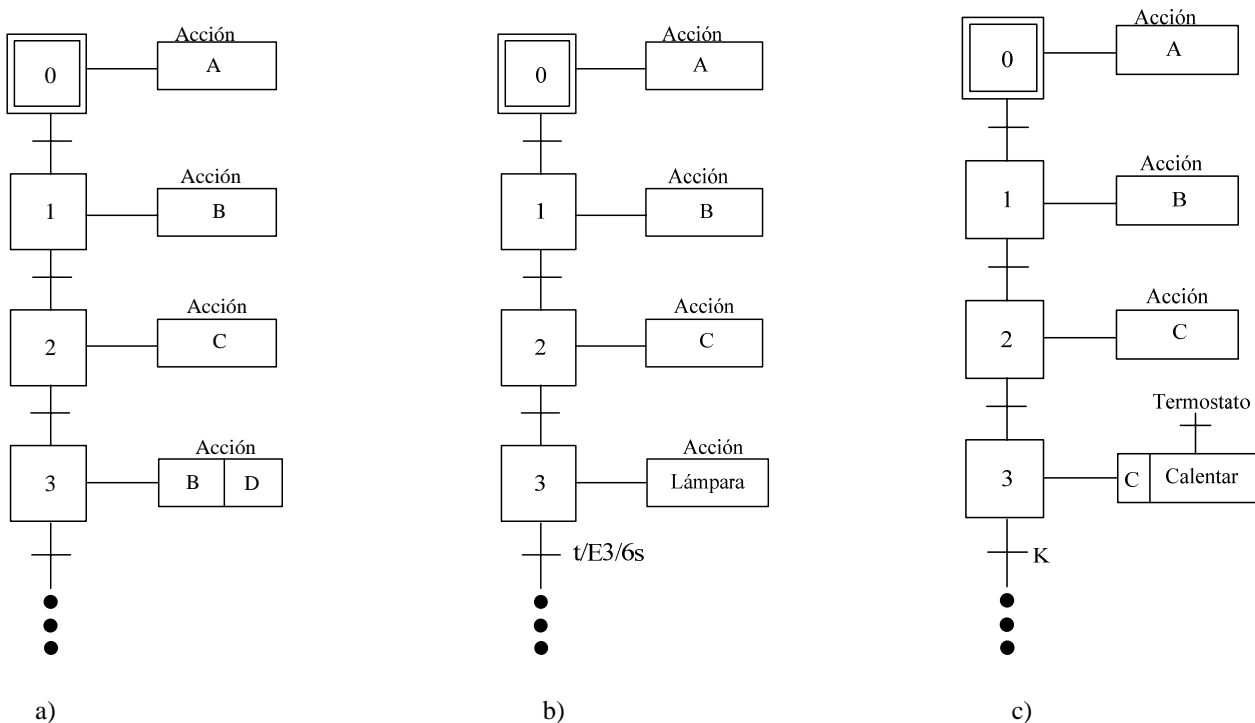 Acción
0
A
Acción
1
B
Acción
2
C
Acción
3
B D
a)
Acción
0
A
Acción
1
B
Acción
2
C
Acción
3
Lámpara
t/E3/6s
b)
Acción
0
A
Acción
1
B
Acción
2
C
Termostato
3
C Calentar
K
c)